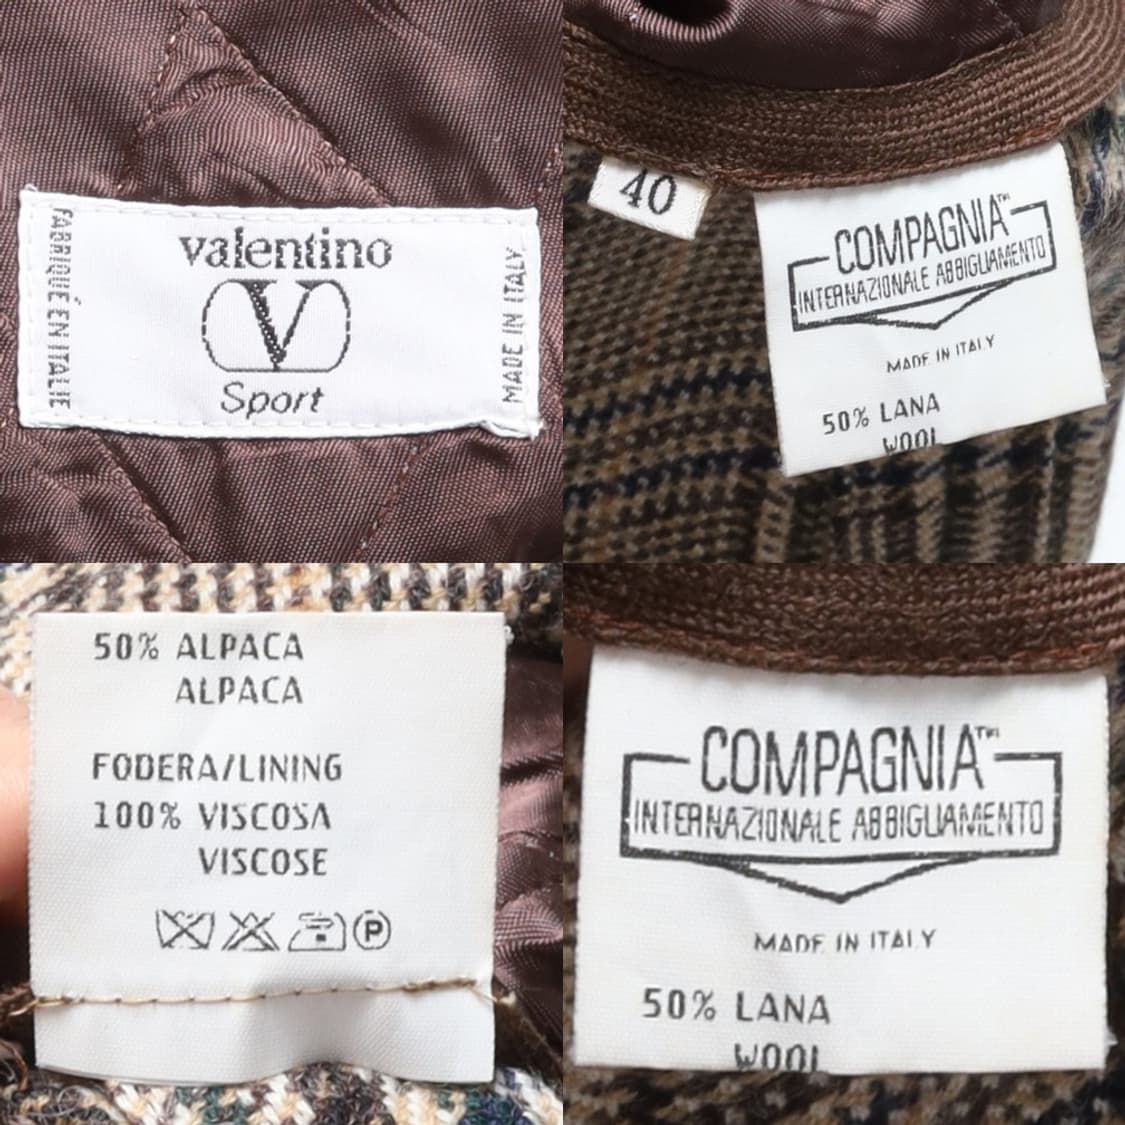 FABRIQUÉ EN ITALIE
valentino
V
Sport
MADE IN ITALY
40
COMPAGNIA™
INTERNAZIONALE ABBIGLIAMENTO
MADE IN ITALY
50% LANA
WOOL
50% ALPACA
ALPACA
FODERA/LINING
100% VISCOSA
VISCOSE
P
COMPAGNIA™
INTERNAZIONALE ABBIGLIAMENTO
MADE IN ITALY
50% LANA
WOOL